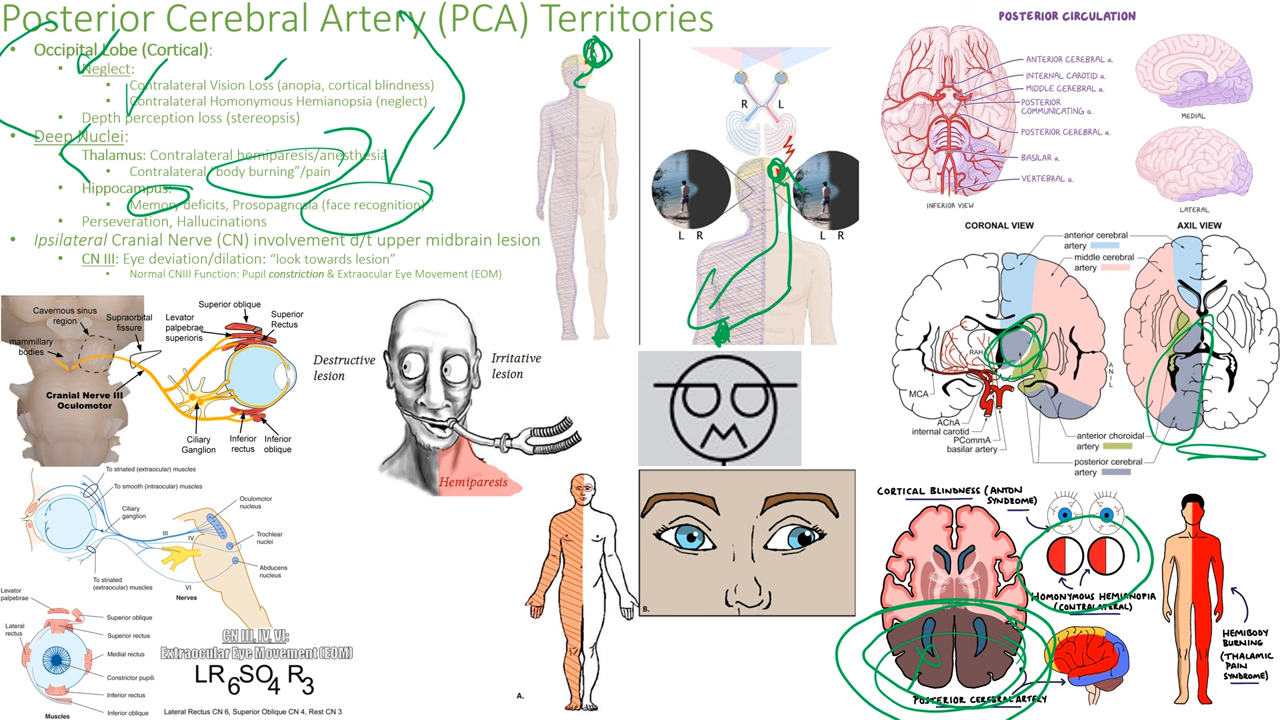 Posterior Cerebral Artery (PCA) Territories
• Occipital Lobe (Cortical):
• Neglect:
• Contralateral Vision Loss (anopia, cortical blindness)
• Contralateral Homonymous Hemianopsia (neglect)
• Depth perception loss (stereopsis)
• Deep Nuclei:
Thalamus: Contralateral hemiparesis/anesthesia
• Contralateral "body burning"/pain
• Hippocampus:
• Memory deficits, Prosopagnosia (face recognition)
• Perseveration, Hallucinations
• Ipsilateral Cranial Nerve (CN) involvement d/t upper midbrain lesion
• CN III: Eye deviation/dilation: "look towards lesion"
• Normal CNIII Function: Pupil constriction & Extraocular Eye Movement (EOM)
Cavernous sinus region
Supraorbital fissure
Superior oblique
Levator palpebrae superioris
Superior Rectus
mammillary bodies
Cranial Nerve III
Oculomotor
Ciliary Ganglion
Inferior rectus
Inferior oblique
Destructive lesion
Irritative lesion
Hemiparesis
To striated (extraocular) muscles
To smooth (intraocular) muscles
Ciliary ganglion
III
IV
VI
Oculomotor nucleus
Trochlear nuclei
Abducens nucleus
To striated (extraocular) muscles
Nerves
Levator palpebrae
Lateral rectus
Superior oblique
Superior rectus
Medial rectus
Constrictor pupili
Inferior rectus
Inferior oblique
Muscles
CN III, IV, VI:
Extraocular Eye Movement (EOM)
LR6SO4 R3
Lateral Rectus CN 6, Superior Oblique CN 4, Rest CN 3
A.
R L
L R
L R
B.
POSTERIOR CIRCULATION
ANTERIOR CEREBRAL a.
INTERNAL CAROTID a.
MIDDLE CEREBRAL a.
POSTERIOR COMMUNICATING a.
POSTERIOR CEREBRAL a.
BASILAR a.
VERTEBRAL a.
INFERIOR VIEW
MEDIAL
LATERAL
CORONAL VIEW
AXIL VIEW
anterior cerebral artery
middle cerebral artery
RAH
MCA
AChA
internal carotid
PCommA
basilar artery
anterior choroidal artery
posterior cerebral artery
ANIL
CORTICAL BLINDNESS (ANTON SYNDROME)
HOMONYMOUS HEMIANOPIA
(CONTRALATERAL)
POSTERIOR CEREBRAL ARTERY
HEMIBODY BURNING
(THALAMIC PAIN SYNDROME)